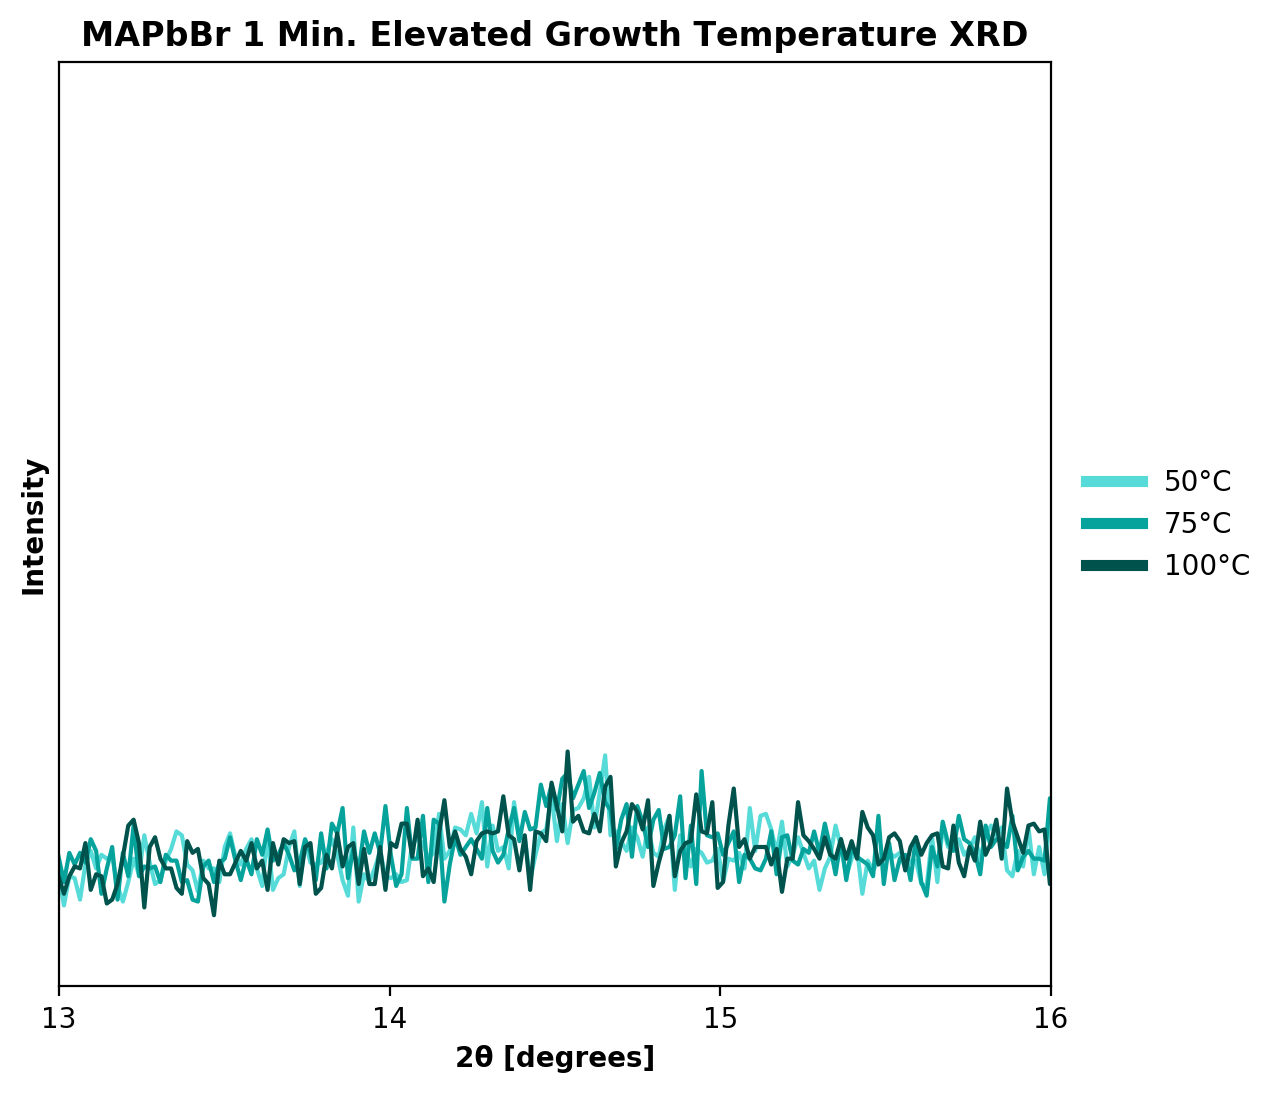 MAPbBr 1 Min. Elevated Growth Temperature XRD
Intensity
50°C
75°C
100°C
13 14 15 16
2θ [degrees]